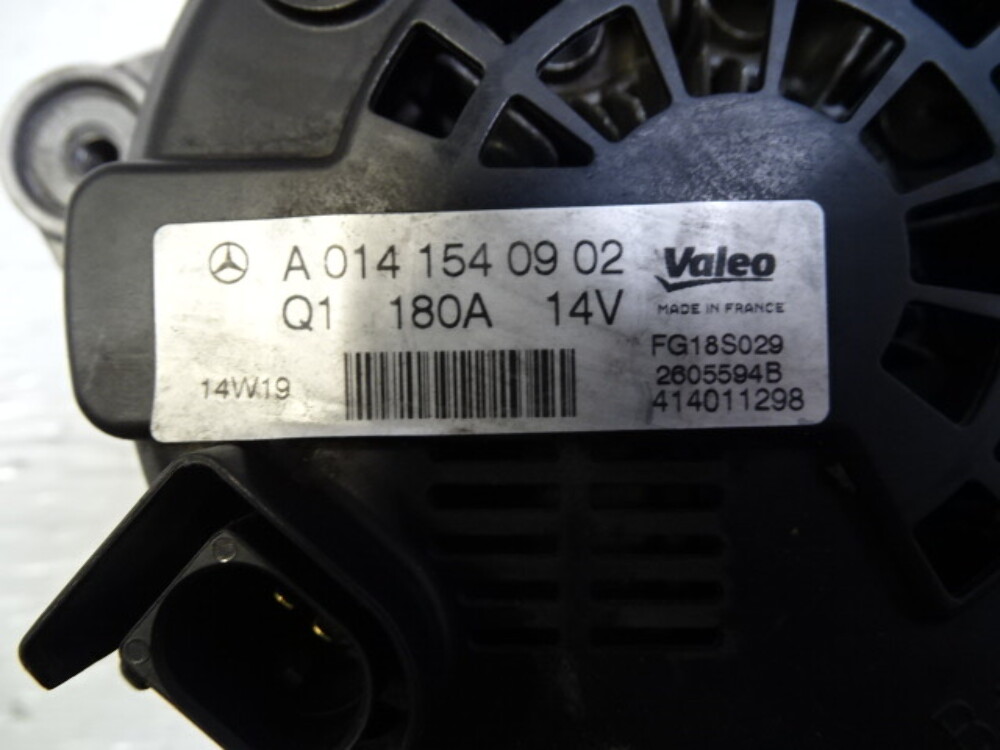 A 014 154 09 02
Q1 180A 14V
14W19
Valeo
MADE IN FRANCE
FG18S029
2605594B
414011298